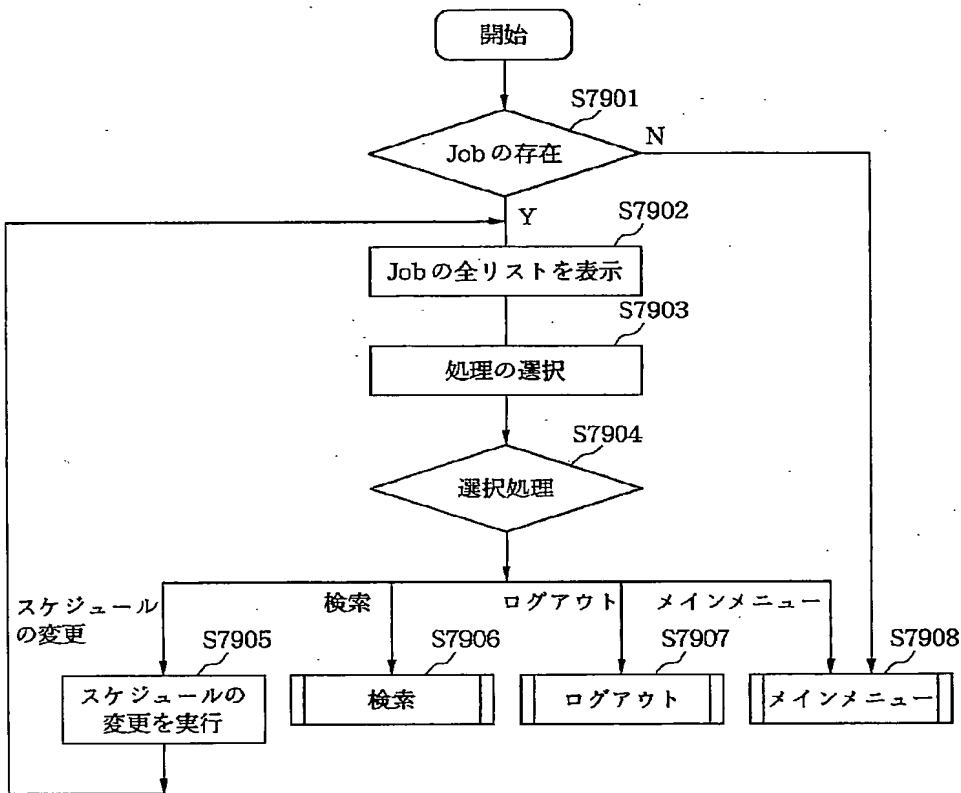 開始
S7901
Jobの存在
N
Y
S7902
Jobの全リストを表示
S7903
処理の選択
S7904
選択処理
スケジュール
の変更
検索
ログアウト
メインメニュー
S7905
スケジュールの
変更を実行
S7906
検索
S7907
ログアウト
S7908
メインメニュー